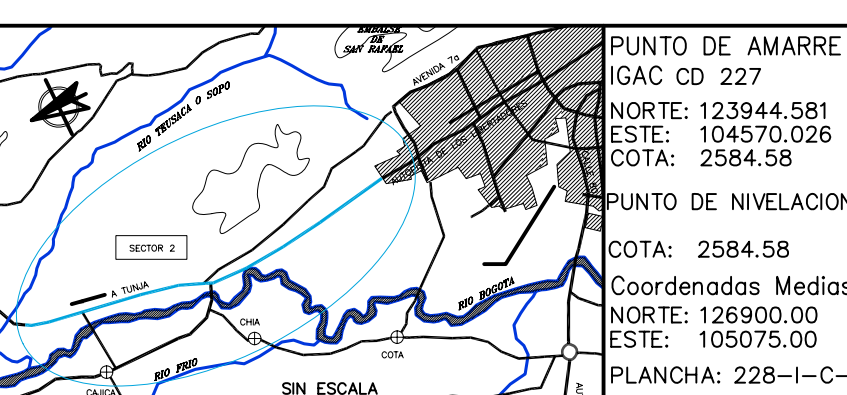 EMBALSE
DE
SAN RAFAEL
AVENIDA 7a
RIO TEUSACA O SOPO
AUTOPISTA DE LOS LIBERTADORES
SECTOR 2
A TUNJA
RIO BOGOTA
CHIA
COTA
RIO FRIO
CAJICA
SIN ESCALA
PUNTO DE AMARRE
IGAC CD 227
NORTE: 123944.581
ESTE: 104570.026
COTA: 2584.58
PUNTO DE NIVELACION
COTA: 2584.58
Coordenadas Medias
NORTE: 126900.00
ESTE: 105075.00
PLANCHA: 228-I-C-